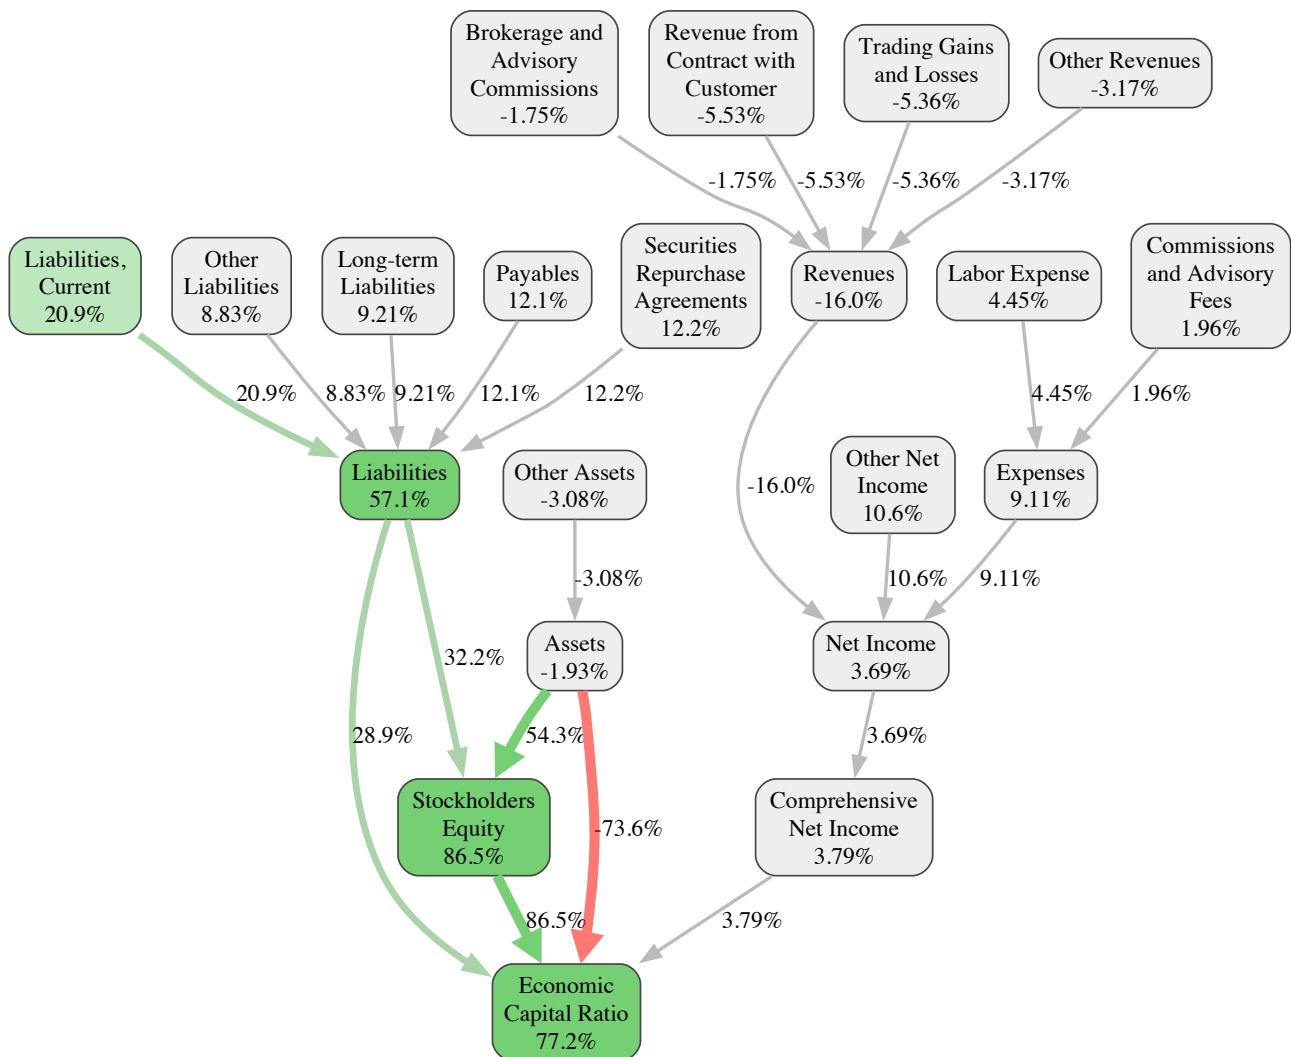 Brokerage and
Advisory
Commissions
-1.75%
Revenue from
Contract with
Customer
-5.53%
Trading Gains
and Losses
-5.36%
Other Revenues
-3.17%
-1.75%
-5.53%
-5.36%
-3.17%
Liabilities,
Current
20.9%
Other
Liabilities
8.83%
Long-term
Liabilities
9.21%
Payables
12.1%
Securities
Repurchase
Agreements
12.2%
Revenues
-16.0%
Labor Expense
4.45%
Commissions
and Advisory
Fees
1.96%
20.9%
8.83%
9.21%
12.1%
12.2%
4.45%
1.96%
Liabilities
57.1%
Other Assets
-3.08%
-16.0%
Other Net
Income
10.6%
Expenses
9.11%
-3.08%
10.6%
9.11%
32.2%
Assets
-1.93%
Net Income
3.69%
28.9%
54.3%
3.69%
Stockholders
Equity
86.5%
-73.6%
Comprehensive
Net Income
3.79%
86.5%
3.79%
Economic
Capital Ratio
77.2%